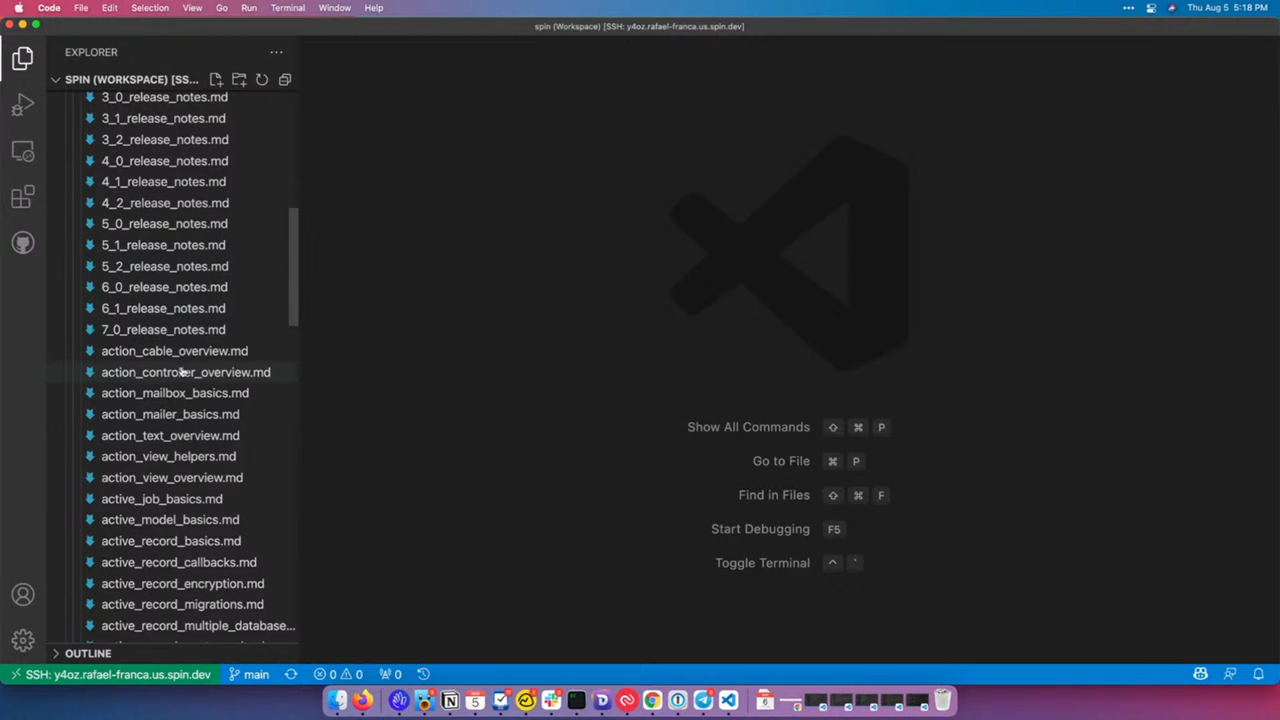 Code File Edit Selection View Go Run Terminal Window Help
Thu Aug 5 5:18 PM
spin (Workspace) [SSH: y4oz.rafael-franca.us.spin.dev]
EXPLORER
SPIN (WORKSPACE) [SS...
3_0_release_notes.md
3_1_release_notes.md
3_2_release_notes.md
4_0_release_notes.md
4_1_release_notes.md
4_2_release_notes.md
5_0_release_notes.md
5_1_release_notes.md
5_2_release_notes.md
6_0_release_notes.md
6_1_release_notes.md
7_0_release_notes.md
action_cable_overview.md
action_controller_overview.md
action_mailbox_basics.md
action_mailer_basics.md
action_text_overview.md
action_view_helpers.md
action_view_overview.md
active_job_basics.md
active_model_basics.md
active_record_basics.md
active_record_callbacks.md
active_record_encryption.md
active_record_migrations.md
active_record_multiple_database...
OUTLINE
Show All Commands ⇧ ⌘ P
Go to File ⌘ P
Find in Files ⇧ ⌘ F
Start Debugging F5
Toggle Terminal ^ `
SSH: y4oz.rafael-franca.us.spin.dev main 0 0 0